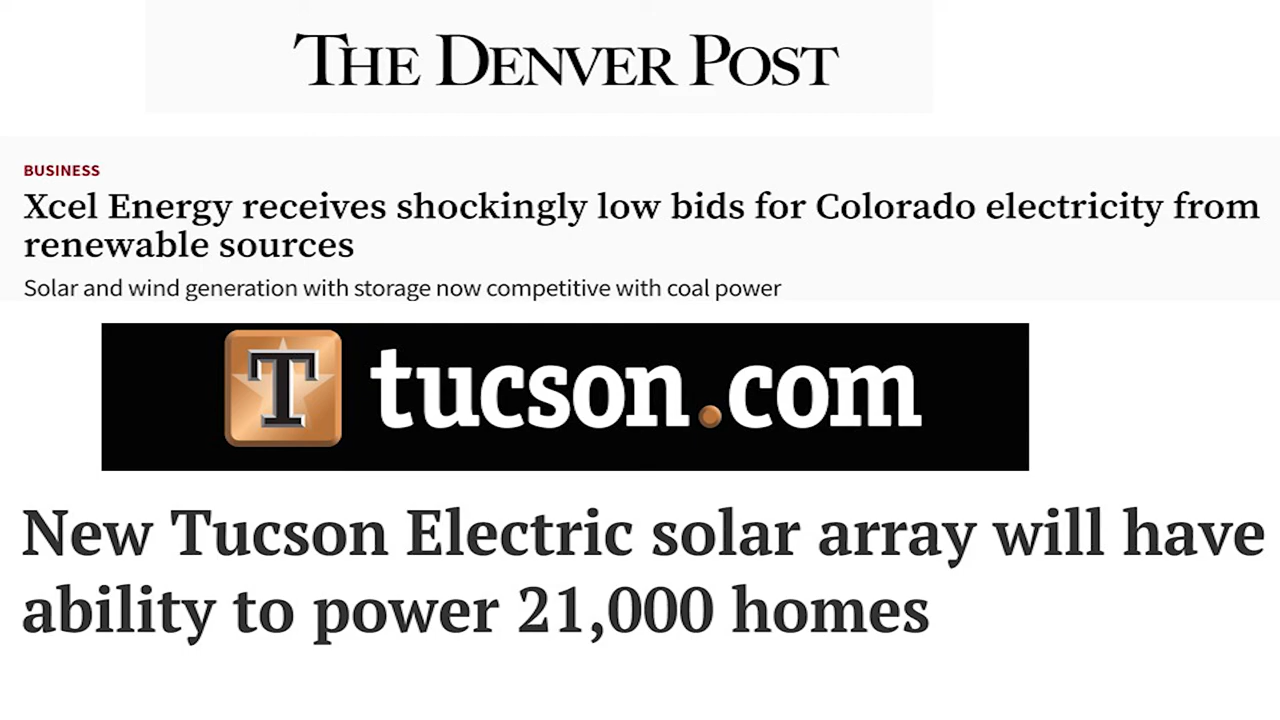 THE DENVER POST
BUSINESS
Xcel Energy receives shockingly low bids for Colorado electricity from
renewable sources
Solar and wind generation with storage now competitive with coal power
T tucson.com
New Tucson Electric solar array will have
ability to power 21,000 homes